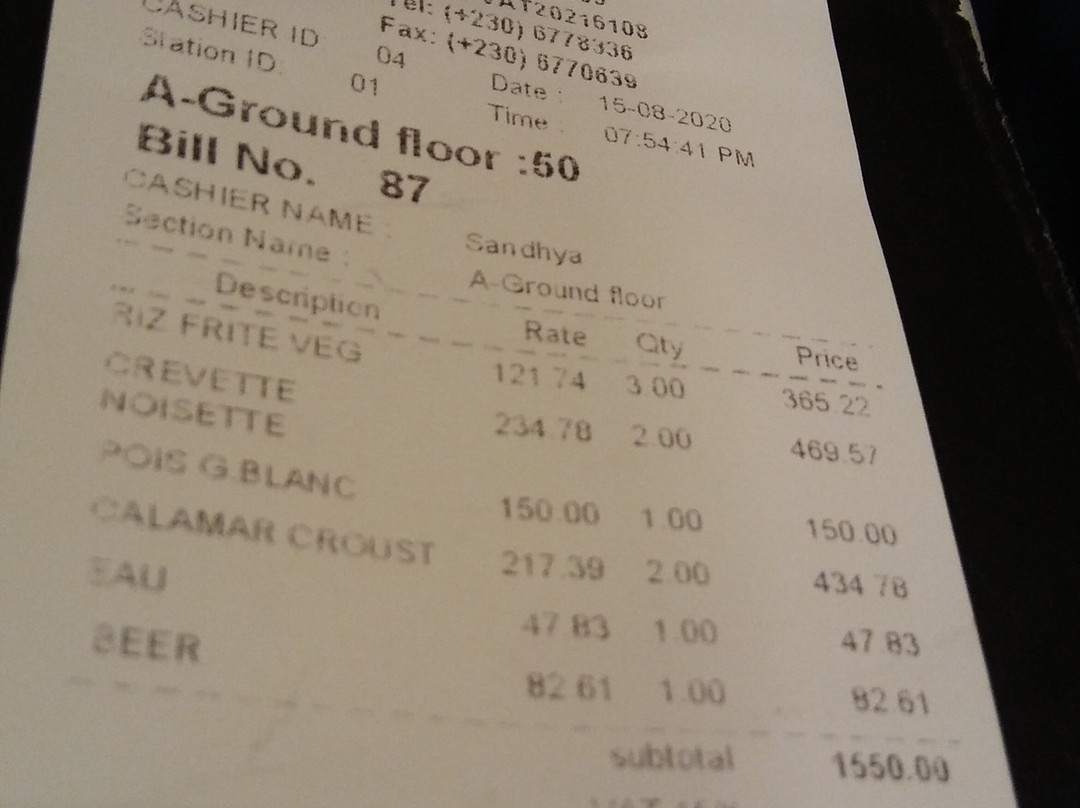 VAT20216108
Tel: (+230) 6778336
Fax: (+230) 6770639
CASHIER ID 04 Date : 15-08-2020
Station ID 01 Time : 07:54:41 PM
A-Ground floor :50
Bill No. 87
CASHIER NAME : Sandhya
Section Name : A-Ground floor
Description Rate Qty Price
RIZ FRITE VEG 121.74 3.00 365.22
CREVETTE 234.78 2.00 469.57
NOISETTE
POIS G.BLANC 150.00 1.00 150.00
CALAMAR CROUST 217.39 2.00 434.78
EAU 47.83 1.00 47.83
BEER 82.61 1.00 82.61
subtotal 1550.00